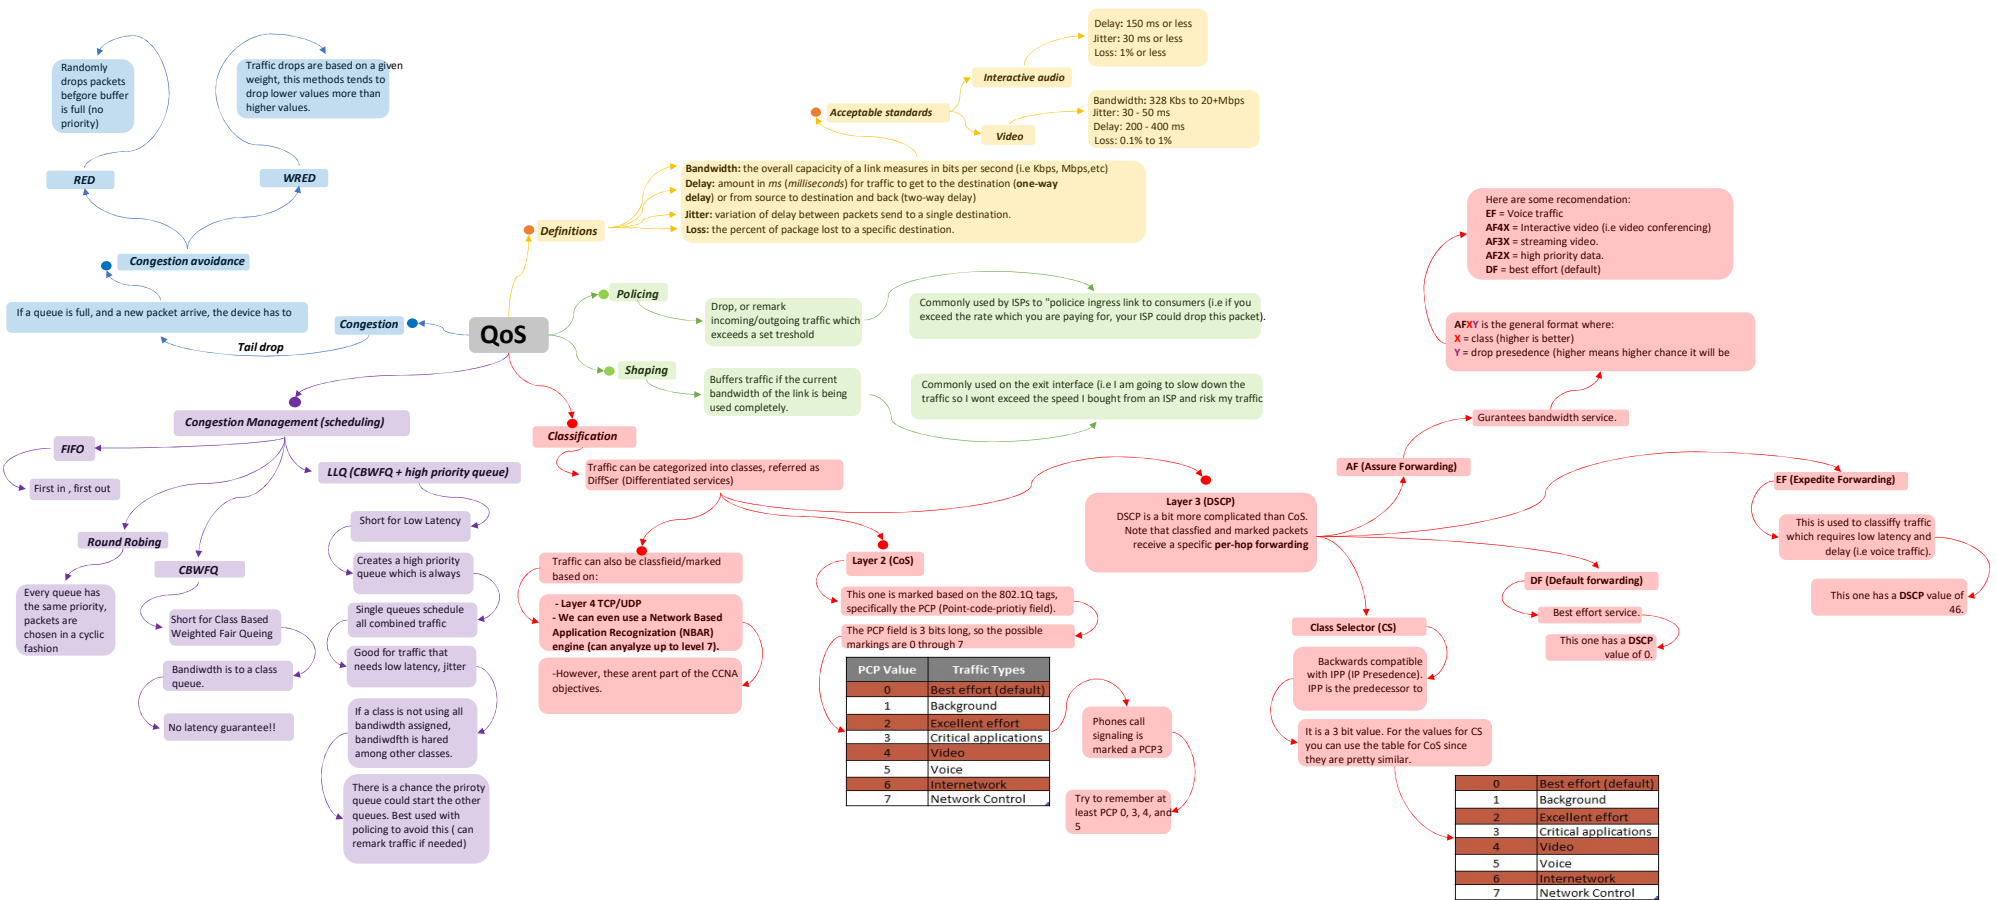 QoS
Congestion
Tail drop
If a queue is full, and a new packet arrive, the device has to
Congestion avoidance
RED
Randomly
drops packets
befgore buffer
is full (no
priority)
WRED
Traffic drops are based on a given
weight, this methods tends to
drop lower values more than
higher values.
Definitions
Bandwidth: the overall capacicity of a link measures in bits per second (i.e Kbps, Mbps,etc)
Delay: amount in ms (milliseconds) for traffic to get to the destination (one-way
delay) or from source to destination and back (two-way delay)
Jitter: variation of delay between packets send to a single destination.
Loss: the percent of package lost to a specific destination.
Acceptable standards
Interactive audio
Delay: 150 ms or less
Jitter: 30 ms or less
Loss: 1% or less
Video
Bandwidth: 328 Kbs to 20+Mbps
Jitter: 30 - 50 ms
Delay: 200 - 400 ms
Loss: 0.1% to 1%
Policing
Drop, or remark
incoming/outgoing traffic which
exceeds a set treshold
Commonly used by ISPs to "policice ingress link to consumers (i.e if you
exceed the rate which you are paying for, your ISP could drop this packet).
Shaping
Buffers traffic if the current
bandwidth of the link is being
used completely.
Commonly used on the exit interface (i.e I am going to slow down the
traffic so I wont exceed the speed I bought from an ISP and risk my traffic
Congestion Management (scheduling)
FIFO
First in , first out
Round Robing
Every queue has
the same priority,
packets are
chosen in a cyclic
fashion
CBWFQ
Short for Class Based
Weighted Fair Queing
Bandiwdth is to a class
queue.
No latency guarantee!!
LLQ (CBWFQ + high priority queue)
Short for Low Latency
Creates a high priority
queue which is always
Single queues schedule
all combined traffic
Good for traffic that
needs low latency, jitter
If a class is not using all
bandiwdth assigned,
bandiwdfth is hared
among other classes.
There is a chance the priroty
queue could start the other
queues. Best used with
policing to avoid this ( can
remark traffic if needed)
Classification
Traffic can be categorized into classes, referred as
DiffSer (Differentiated services)
Traffic can also be classfieid/marked
based on:
- Layer 4 TCP/UDP
- We can even use a Network Based
Application Recognization (NBAR)
engine (can anyalyze up to level 7).
-However, these arent part of the CCNA
objectives.
Layer 2 (CoS)
This one is marked based on the 802.1Q tags,
specifically the PCP (Point-code-priotiy field).
The PCP field is 3 bits long, so the possible
markings are 0 through 7
PCP Value Traffic Types
0 Best effort (default)
1 Background
2 Excellent effort
3 Critical applications
4 Video
5 Voice
6 Internetwork
7 Network Control
Phones call
signaling is
marked a PCP3
Try to remember at
least PCP 0, 3, 4, and
5
Layer 3 (DSCP)
DSCP is a bit more complicated than CoS.
Note that classfied and marked packets
receive a specific per-hop forwarding
AF (Assure Forwarding)
Gurantees bandwidth service.
AFXY is the general format where:
X = class (higher is better)
Y = drop presedence (higher means higher chance it will be
Here are some recomendation:
EF = Voice traffic
AF4X = Interactive video (i.e video conferencing)
AF3X = streaming video.
AF2X = high priority data.
DF = best effort (default)
EF (Expedite Forwarding)
This is used to classiffy traffic
which requires low latency and
delay (i.e voice traffic).
This one has a DSCP value of
46.
DF (Default forwarding)
Best effort service.
This one has a DSCP
value of 0.
Class Selector (CS)
Backwards compatible
with IPP (IP Presedence).
IPP is the predecessor to
It is a 3 bit value. For the values for CS
you can use the table for CoS since
they are pretty similar.
0 Best effort (default)
1 Background
2 Excellent effort
3 Critical applications
4 Video
5 Voice
6 Internetwork
7 Network Control